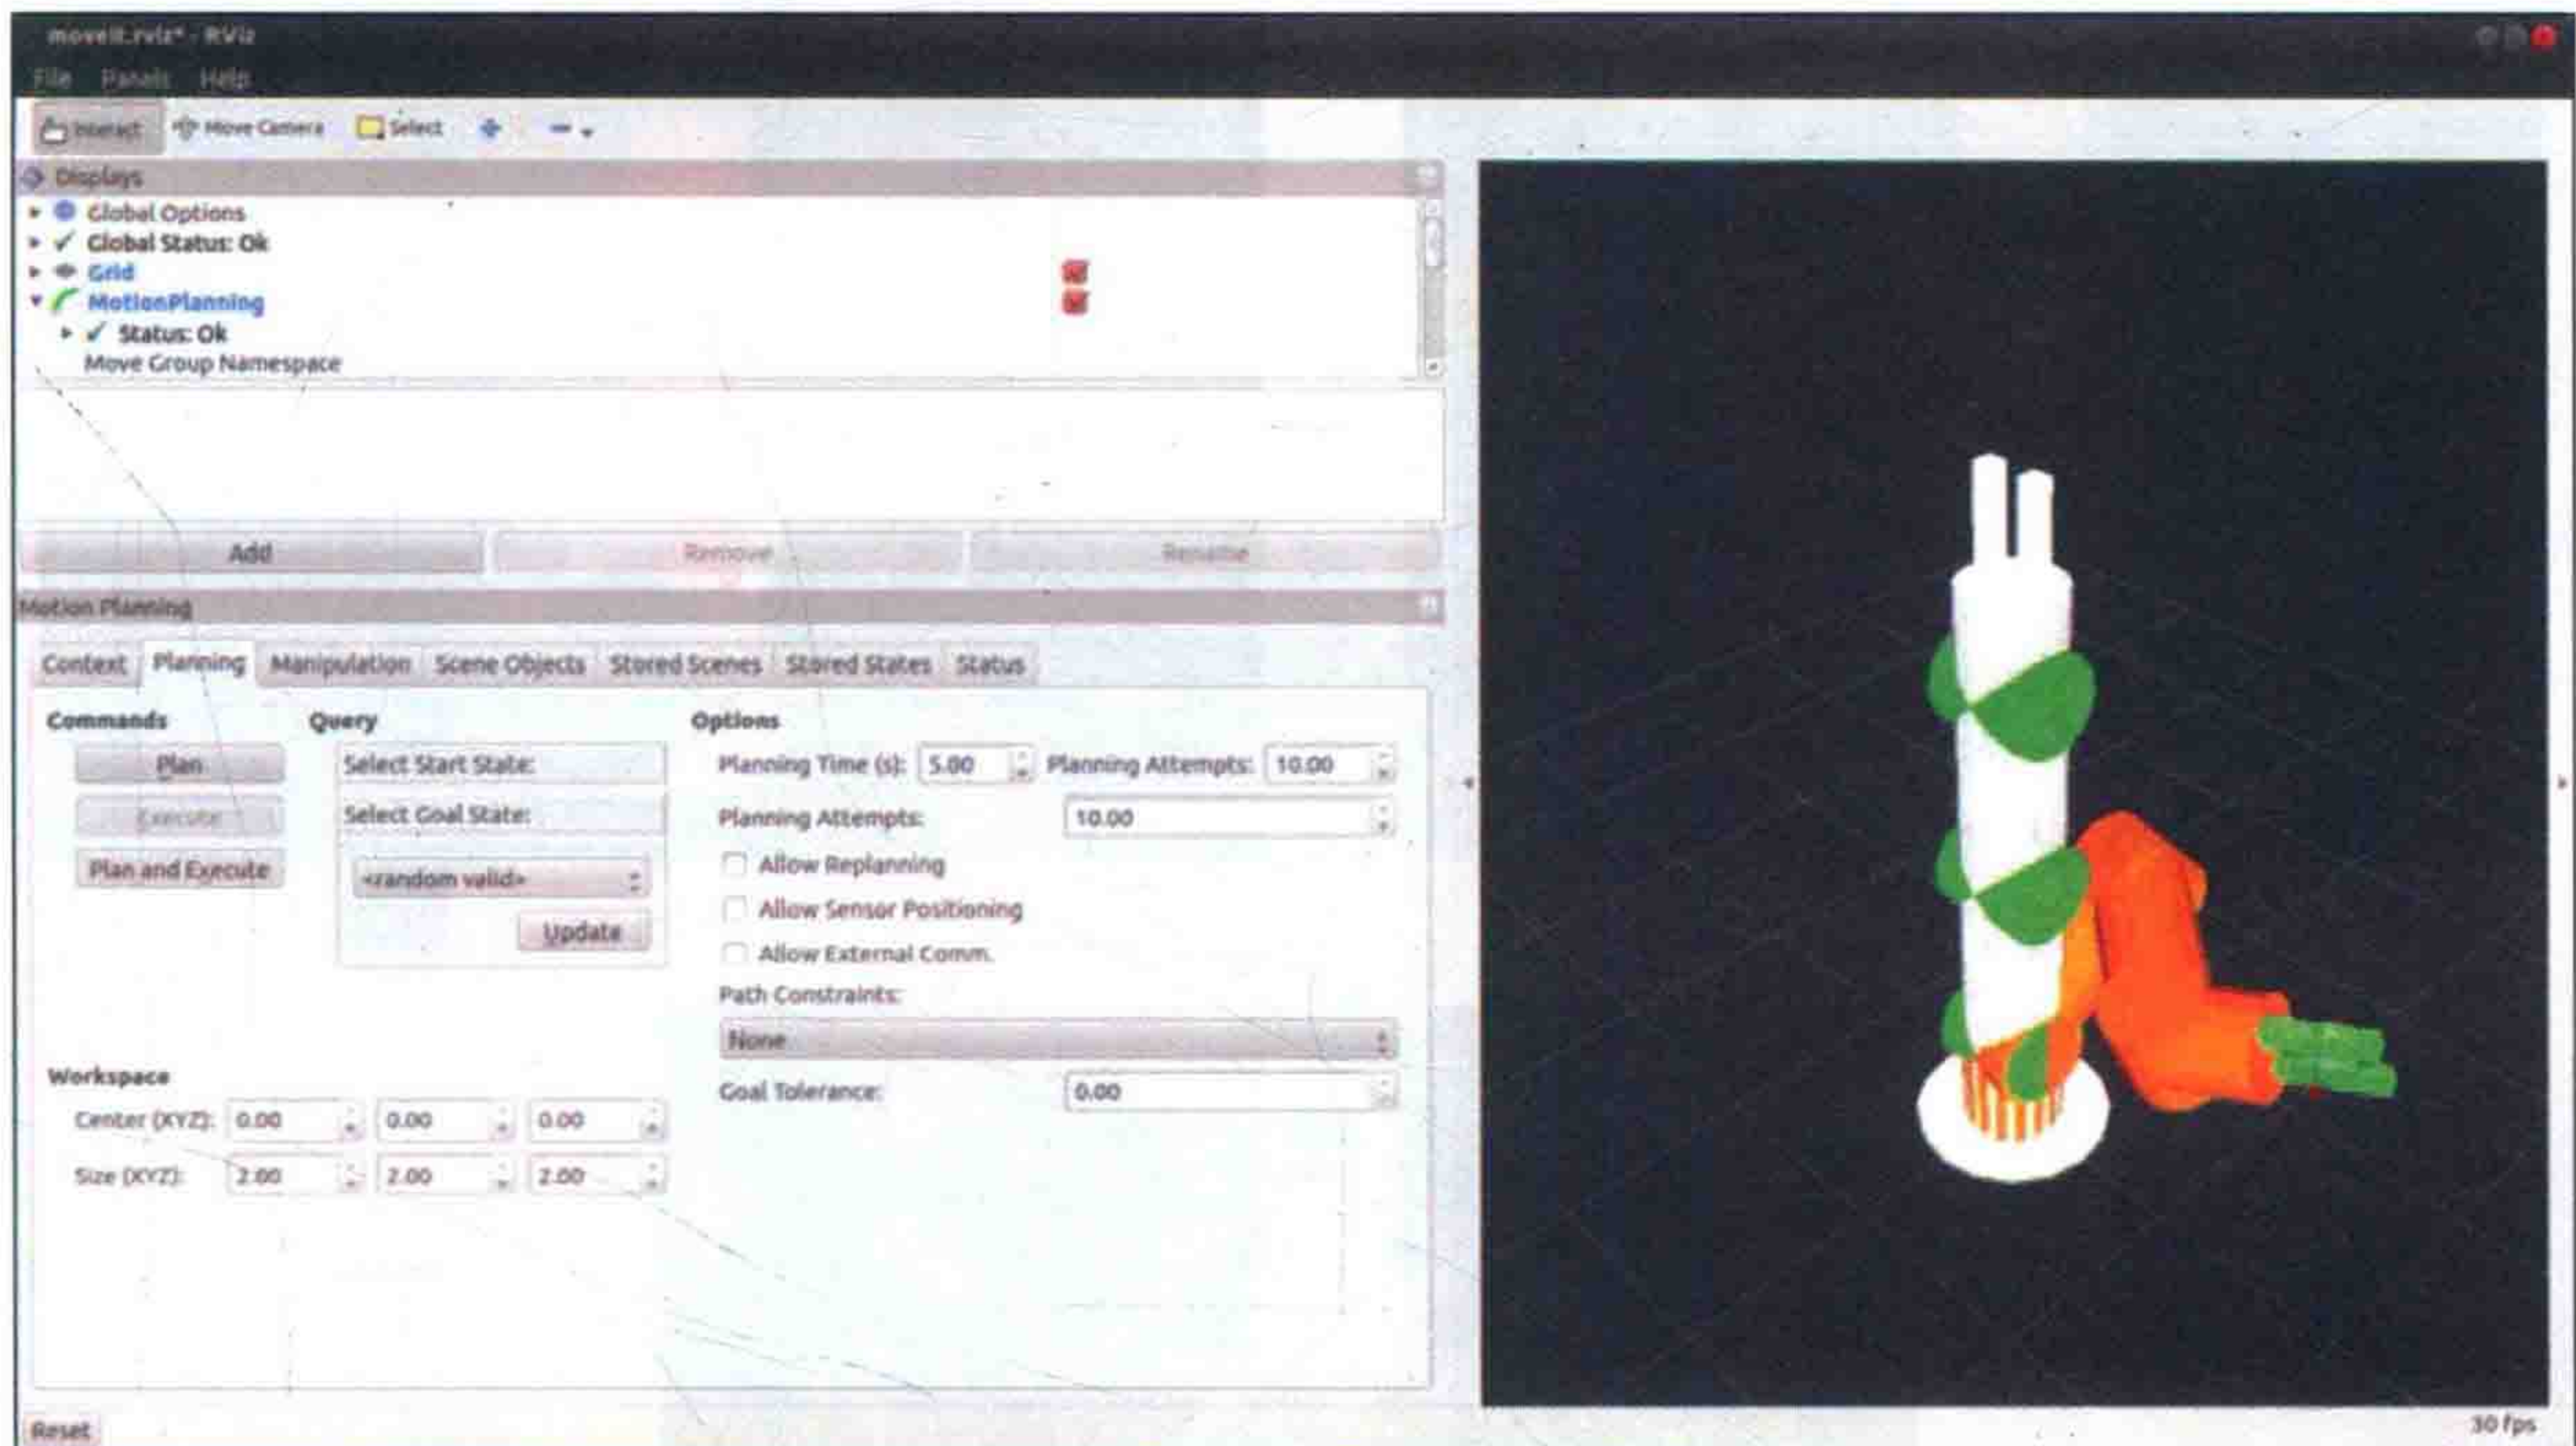 moveit.rviz* - RViz
File Panels Help
Interact Move Camera Select
Displays
Global Options
Global Status: Ok
Grid
MotionPlanning
Status: Ok
Move Group Namespace
Add Remove Rename
Motion Planning
Context Planning Manipulation Scene Objects Stored Scenes Stored States Status
Commands Query Options
Plan Select Start State: Planning Time (s): 5.00 Planning Attempts: 10.00
Execute Select Goal State: Planning Attempts: 10.00
Plan and Execute <random valid> Allow Replanning
Allow Sensor Positioning
Update
Allow External Comm.
Path Constraints:
None
Workspace
Goal Tolerance: 0.00
Center (XYZ): 0.00 0.00 0.00
Size (XYZ): 2.00 2.00 2.00
Reset 30 fps